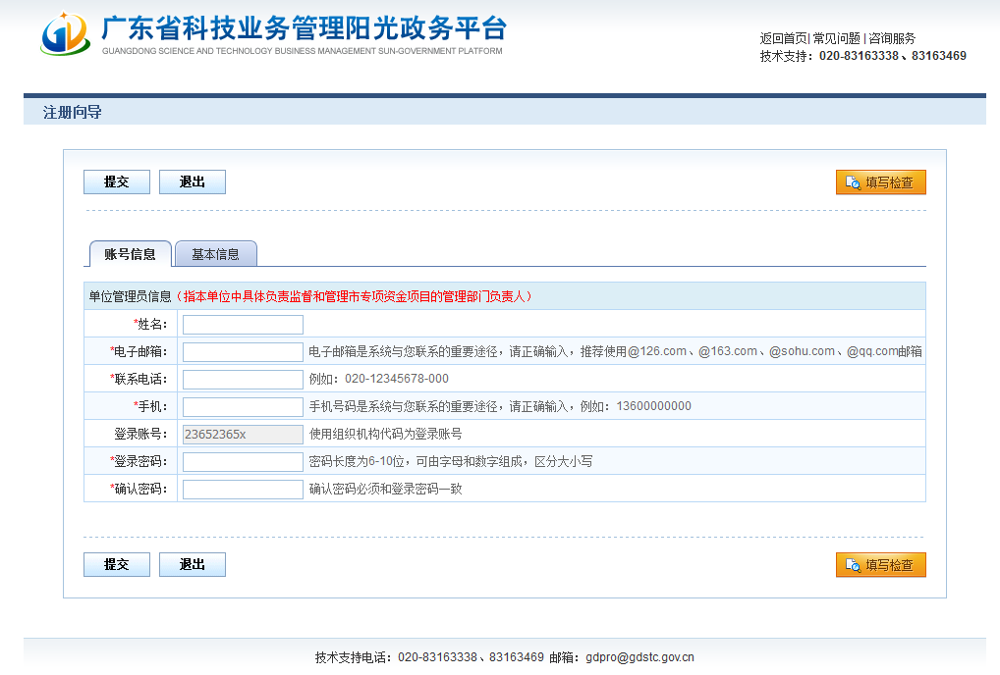 广东省科技业务管理阳光政务平台
GUANGDONG SCIENCE AND TECHNOLOGY BUSINESS MANAGEMENT SUN-GOVERNMENT PLATFORM
返回首页| 常见问题 | 咨询服务
技术支持：020-83163338、83163469
注册向导
提交 退出 填写检查
账号信息 基本信息
单位管理员信息（指本单位中具体负责监督和管理市专项资金项目的管理部门负责人）
*姓名：
*电子邮箱： 电子邮箱是系统与您联系的重要途径，请正确输入，推荐使用@126.com、@163.com、@sohu.com、@qq.com邮箱
*联系电话： 例如：020-12345678-000
*手机： 手机号码是系统与您联系的重要途径，请正确输入，例如：13600000000
登录账号： 23652365x 使用组织机构代码为登录账号
*登录密码： 密码长度为6-10位，可由字母和数字组成，区分大小写
*确认密码： 确认密码必须和登录密码一致
提交 退出 填写检查
技术支持电话：020-83163338、83163469 邮箱：gdpro@gdstc.gov.cn